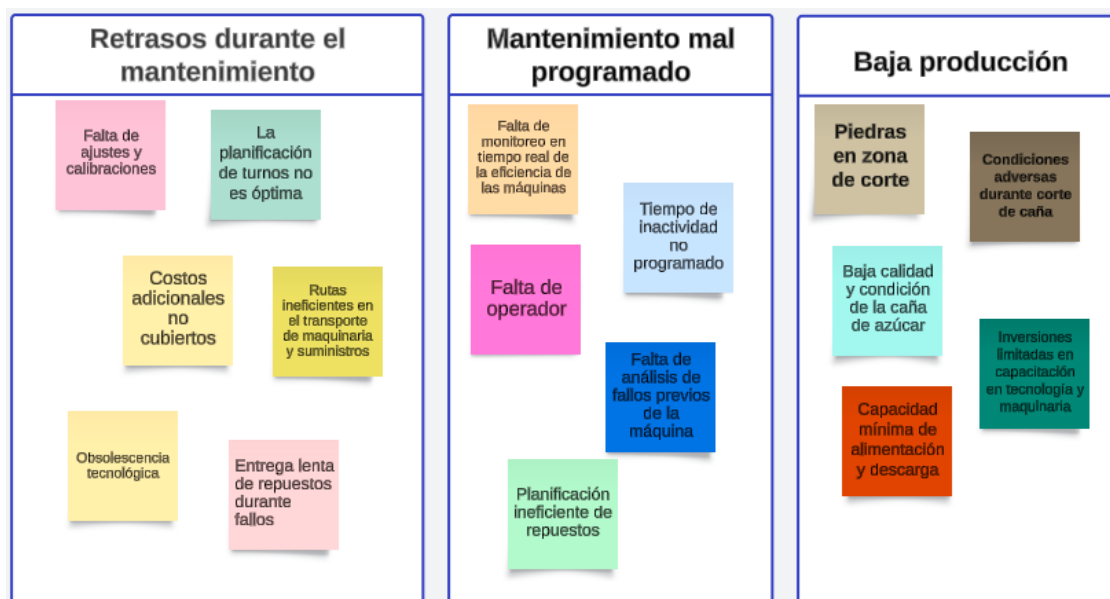 Retrasos durante el
mantenimiento
Falta de
ajustes y
calibraciones
La
planificación
de turnos no
es óptima
Costos
adicionales
no
cubiertos
Rutas
ineficientes en
el transporte
de maquinaria
y suministros
Obsolescencia
tecnológica
Entrega lenta
de repuestos
durante
fallos
Mantenimiento mal
programado
Falta de
monitoreo en
tiempo real de
la eficiencia de
las máquinas
Tiempo de
inactividad
no
programado
Falta de
operador
Falta de
análisis de
fallos previos
de la
máquina
Planificación
ineficiente de
repuestos
Baja producción
Piedras
en zona
de corte
Condiciones
adversas
durante corte
de caña
Baja calidad
y condición
de la caña
de azúcar
Inversiones
limitadas en
capacitación
en tecnología y
maquinaria
Capacidad
mínima de
alimentación
y descarga